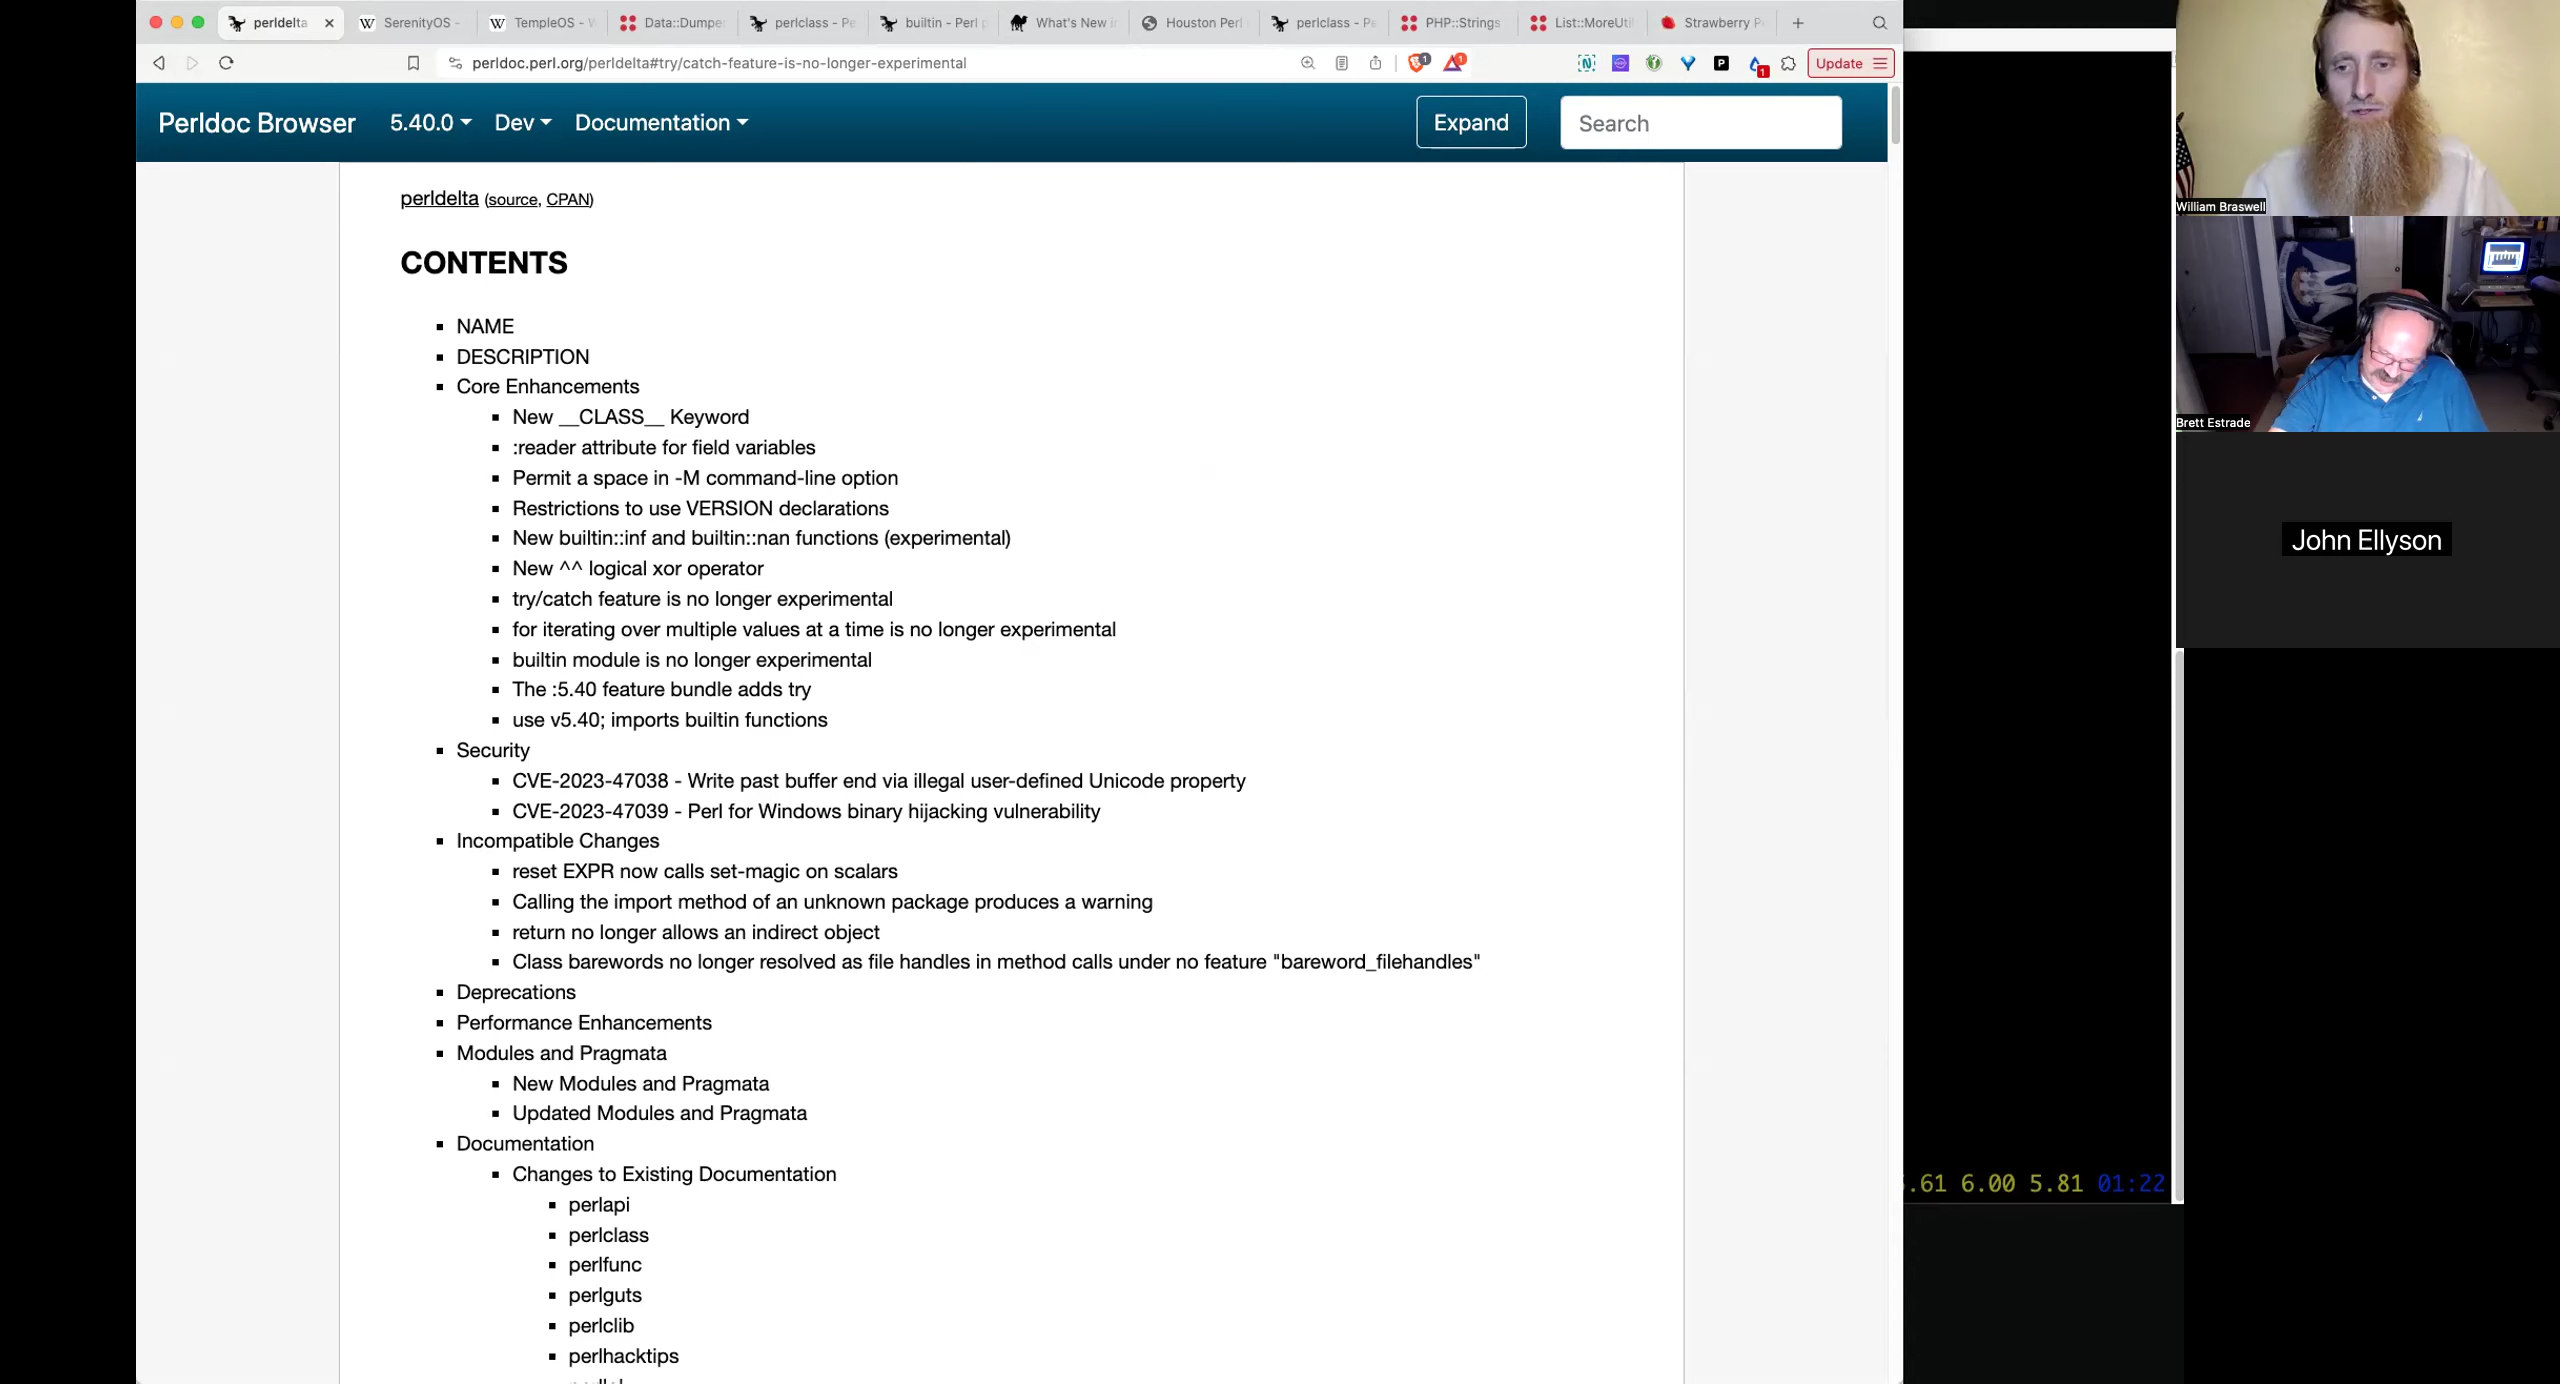 perldelta
SerenityOS -
TempleOS - W
Data::Dumper
perlclass - Pe
builtin - Perl p
What's New in
Houston Perl
perlclass - Pe
PHP::Strings
List::MoreUtil
Strawberry P
perldoc.perl.org/perldelta#try/catch-feature-is-no-longer-experimental
Update
Perldoc Browser
5.40.0
Dev
Documentation
Expand
Search
perldelta (source, CPAN)
CONTENTS
NAME
DESCRIPTION
Core Enhancements
New __CLASS__ Keyword
:reader attribute for field variables
Permit a space in -M command-line option
Restrictions to use VERSION declarations
New builtin::inf and builtin::nan functions (experimental)
New ^^ logical xor operator
try/catch feature is no longer experimental
for iterating over multiple values at a time is no longer experimental
builtin module is no longer experimental
The :5.40 feature bundle adds try
use v5.40; imports builtin functions
Security
CVE-2023-47038 - Write past buffer end via illegal user-defined Unicode property
CVE-2023-47039 - Perl for Windows binary hijacking vulnerability
Incompatible Changes
reset EXPR now calls set-magic on scalars
Calling the import method of an unknown package produces a warning
return no longer allows an indirect object
Class barewords no longer resolved as file handles in method calls under no feature "bareword_filehandles"
Deprecations
Performance Enhancements
Modules and Pragmata
New Modules and Pragmata
Updated Modules and Pragmata
Documentation
Changes to Existing Documentation
perlapi
perlclass
perlfunc
perlguts
perlclib
perlhacktips
William Braswell
Brett Estrade
John Ellyson
.61 6.00 5.81 01:22